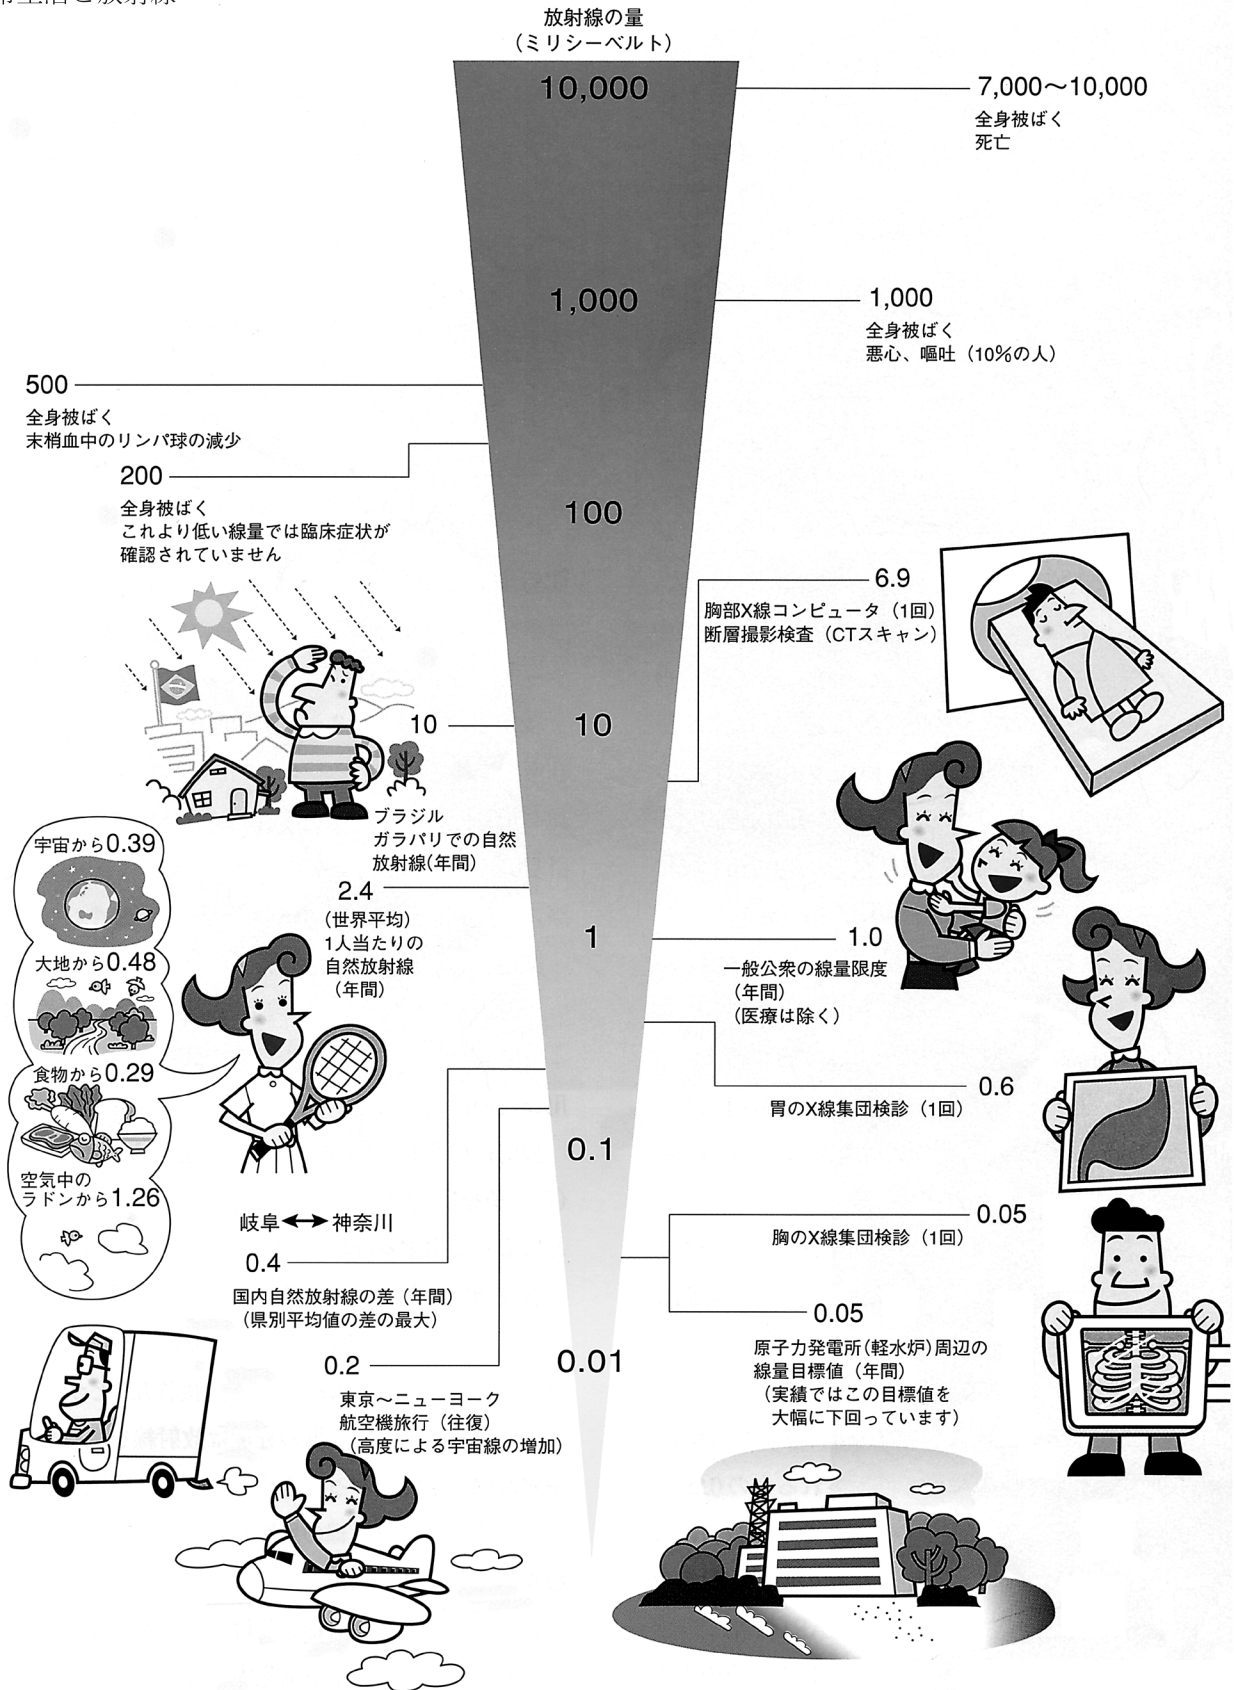 放射線の量
（ミリシーベルト）
10,000
7,000〜10,000
全身被ばく
死亡
1,000
1,000
全身被ばく
悪心、嘔吐（10%の人）
500
全身被ばく
末梢血中のリンパ球の減少
200
全身被ばく
これより低い線量では臨床症状が
確認されていません
100
6.9
胸部X線コンピュータ（1回）
断層撮影検査（CTスキャン）
10
10
ブラジル
ガラパリでの自然
放射線(年間)
宇宙から0.39
大地から0.48
食物から0.29
空気中の
ラドンから1.26
2.4
（世界平均）
1人当たりの
自然放射線
（年間）
1
1.0
一般公衆の線量限度
（年間）
（医療は除く）
0.6
胃のX線集団検診（1回）
0.1
岐阜↔神奈川
0.4
国内自然放射線の差（年間）
（県別平均値の差の最大）
0.05
胸のX線集団検診（1回）
0.05
原子力発電所(軽水炉)周辺の
線量目標値（年間）
（実績ではこの目標値を
大幅に下回っています）
0.2
東京〜ニューヨーク
航空機旅行（往復）
（高度による宇宙線の増加）
0.01